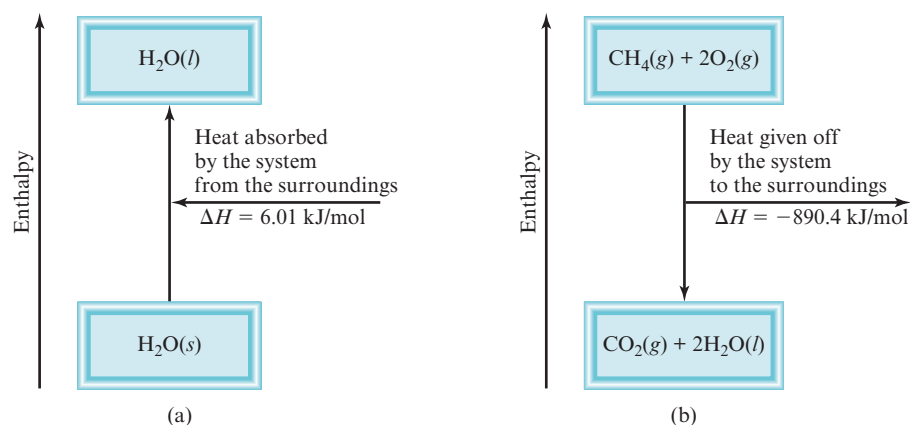 Enthalpy
H₂O(l)
Heat absorbed
by the system
from the surroundings
ΔH = 6.01 kJ/mol
H₂O(s)
(a)
Enthalpy
CH₄(g) + 2O₂(g)
Heat given off
by the system
to the surroundings
ΔH = −890.4 kJ/mol
CO₂(g) + 2H₂O(l)
(b)